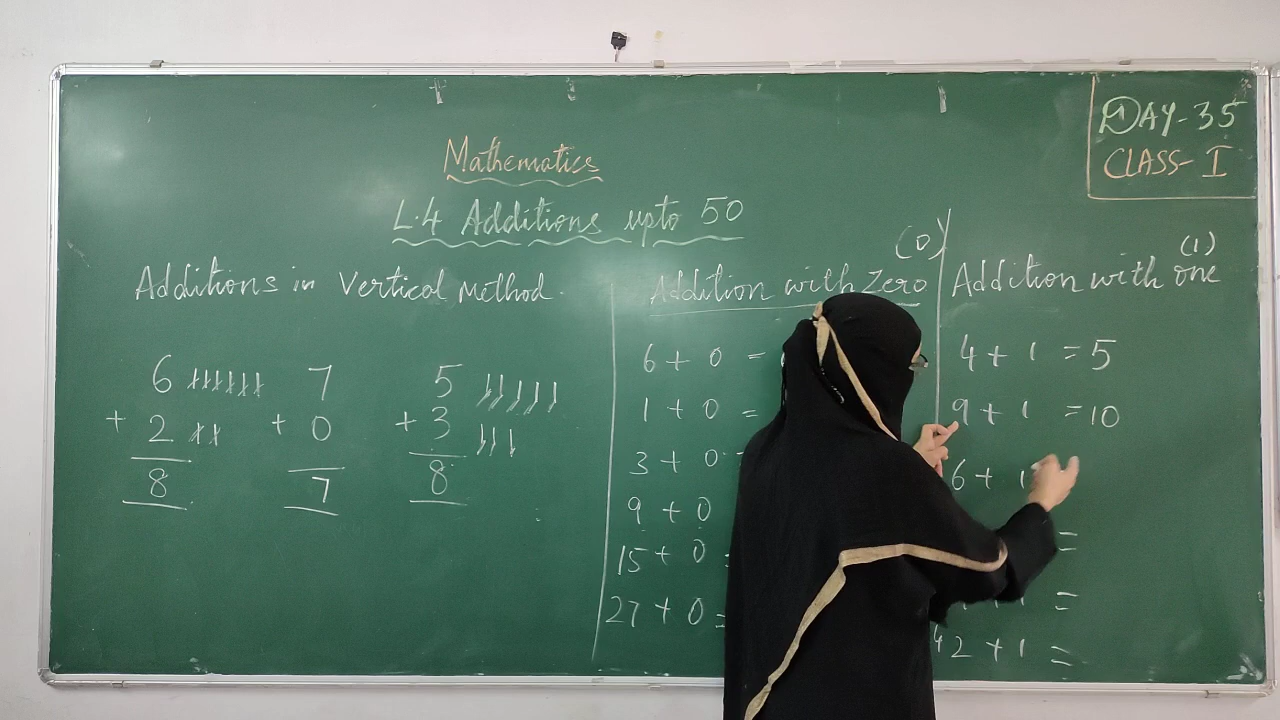 DAY-35
CLASS-I
Mathematics
L.4 Additions upto 50
Additions in Vertical Method.
6
+ 2
8
7
+ 0
7
5
+ 3
8
(0)
Addition with Zero
6 + 0 =
1 + 0 =
3 + 0
9 + 0
15 + 0 =
27 + 0 =
(1)
Addition with one
4 + 1 = 5
9 + 1 = 10
6 + 1
=
+ 1 =
42 + 1 =